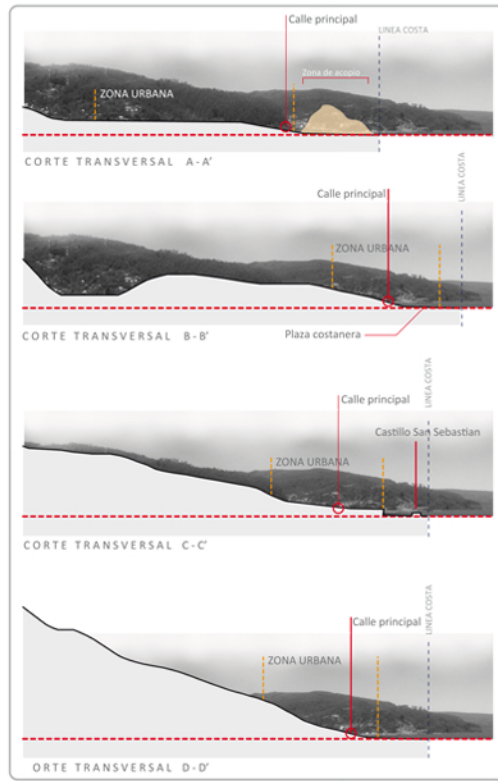 Calle principal
LINEA COSTA
Zona de acopio
ZONA URBANA
CORTE TRANSVERSAL A-A'
Calle principal
LINEA COSTA
ZONA URBANA
CORTE TRANSVERSAL B-B'
Plaza costanera
Calle principal
LINEA COSTA
Castillo San Sebastian
ZONA URBANA
CORTE TRANSVERSAL C-C'
Calle principal
LINEA COSTA
ZONA URBANA
ORTE TRANSVERSAL D-D'